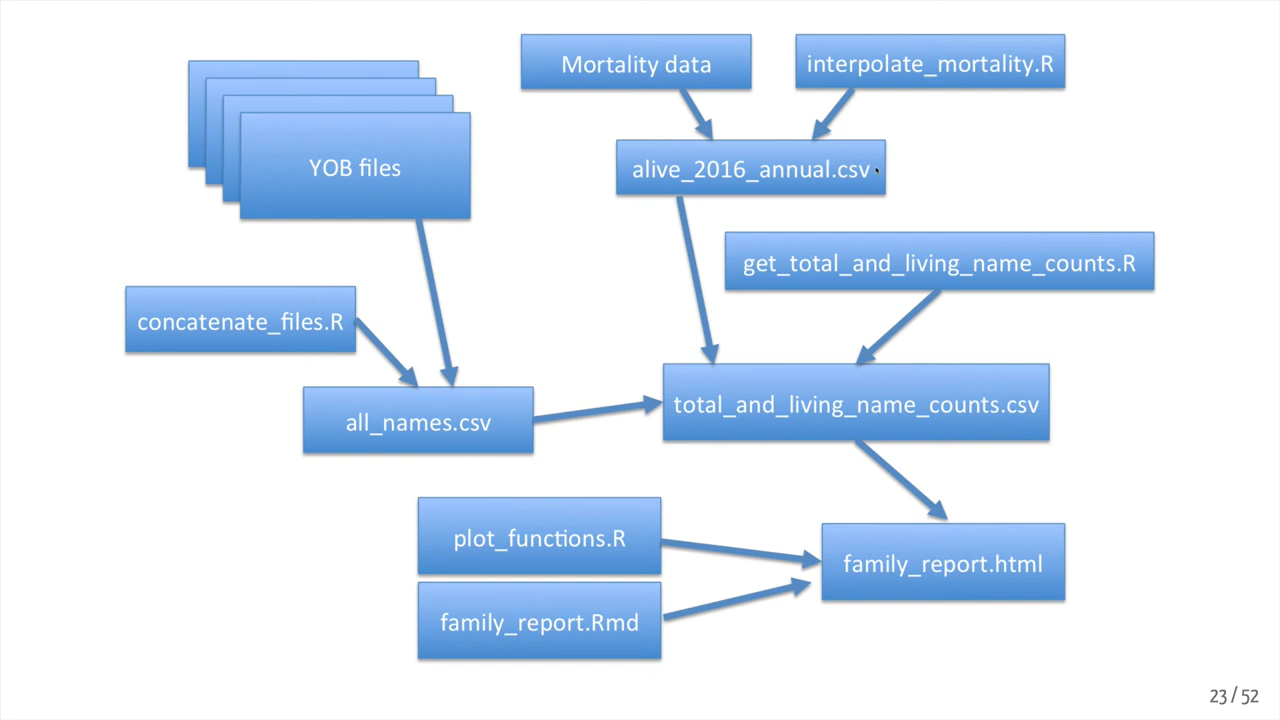 Mortality data
interpolate_mortality.R
YOB files
alive_2016_annual.csv
get_total_and_living_name_counts.R
concatenate_files.R
all_names.csv
total_and_living_name_counts.csv
plot_functions.R
family_report.html
family_report.Rmd
23 / 52